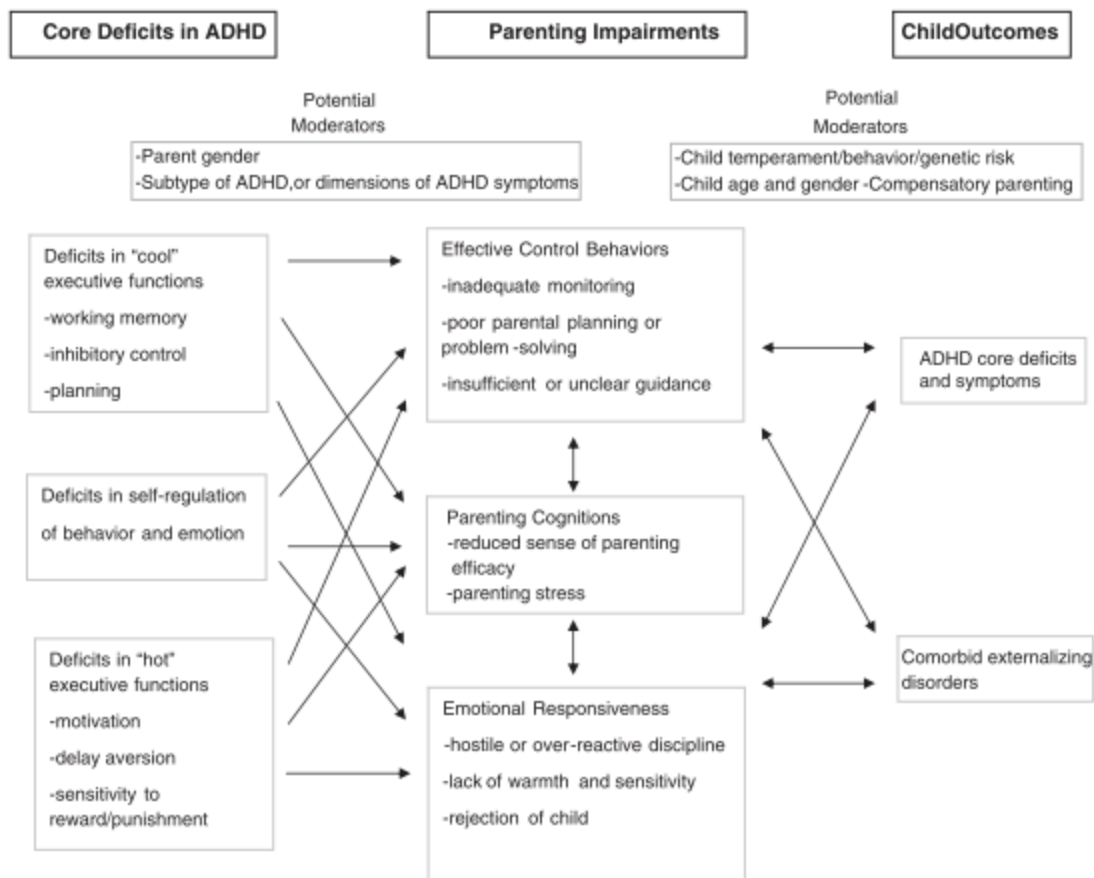 Core Deficits in ADHD
Parenting Impairments
ChildOutcomes
Potential
Moderators
-Parent gender
-Subtype of ADHD,or dimensions of ADHD symptoms
Potential
Moderators
-Child temperament/behavior/genetic risk
-Child age and gender -Compensatory parenting
Deficits in “cool”
executive functions
-working memory
-inhibitory control
-planning
Deficits in self-regulation
of behavior and emotion
Deficits in “hot”
executive functions
-motivation
-delay aversion
-sensitivity to
reward/punishment
Effective Control Behaviors
-inadequate monitoring
-poor parental planning or
problem -solving
-insufficient or unclear guidance
Parenting Cognitions
-reduced sense of parenting
efficacy
-parenting stress
Emotional Responsiveness
-hostile or over-reactive discipline
-lack of warmth and sensitivity
-rejection of child
ADHD core deficits
and symptoms
Comorbid externalizing
disorders